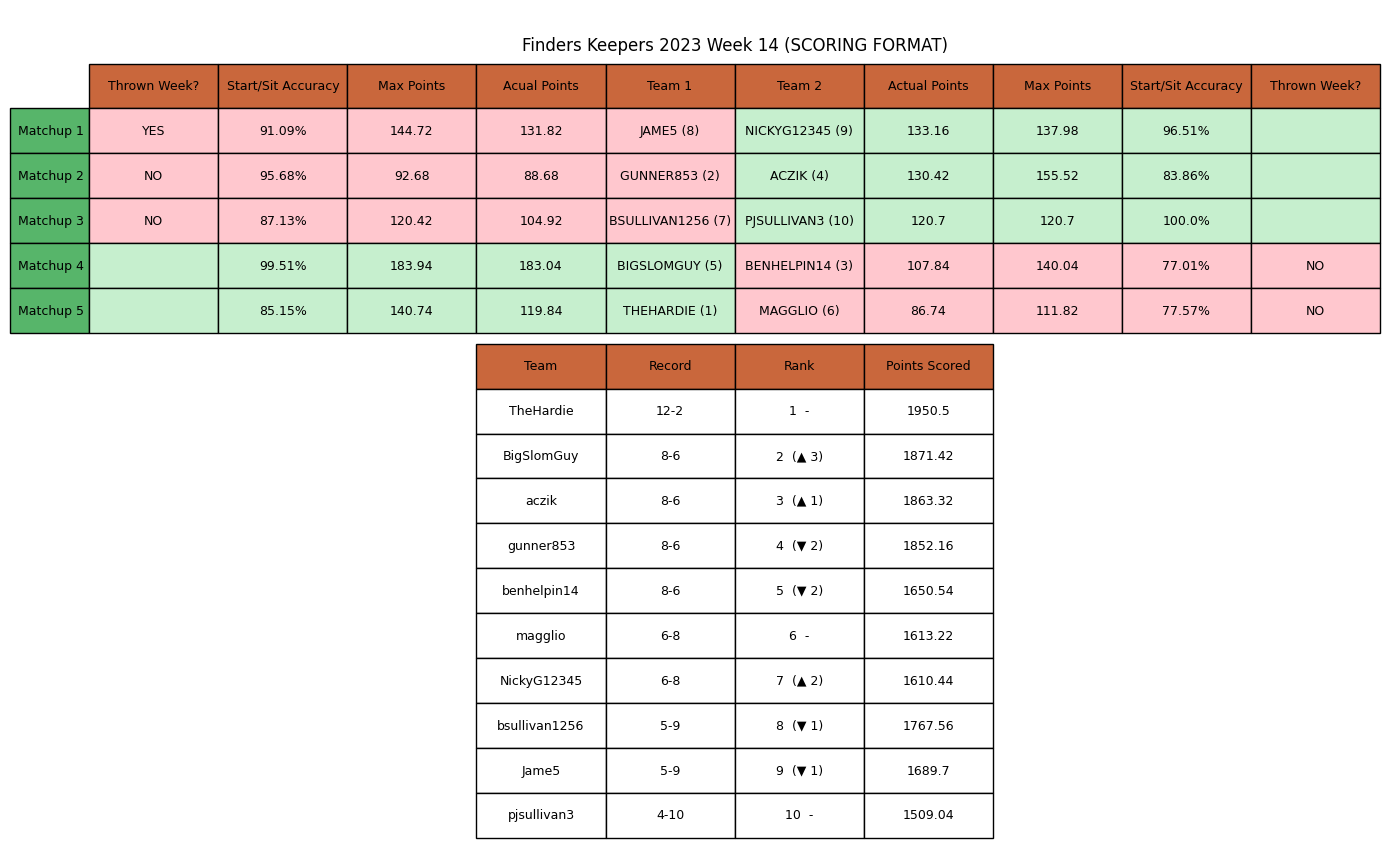 Finders Keepers 2023 Week 14 (SCORING FORMAT)
Thrown Week? Start/Sit Accuracy Max Points Acual Points Team 1 Team 2 Actual Points Max Points Start/Sit Accuracy Thrown Week?
Matchup 1 YES 91.09% 144.72 131.82 JAME5 (8) NICKYG12345 (9) 133.16 137.98 96.51%
Matchup 2 NO 95.68% 92.68 88.68 GUNNER853 (2) ACZIK (4) 130.42 155.52 83.86%
Matchup 3 NO 87.13% 120.42 104.92 BSULLIVAN1256 (7) PJSULLIVAN3 (10) 120.7 120.7 100.0%
Matchup 4 99.51% 183.94 183.04 BIGSLOMGUY (5) BENHELPIN14 (3) 107.84 140.04 77.01% NO
Matchup 5 85.15% 140.74 119.84 THEHARDIE (1) MAGGLIO (6) 86.74 111.82 77.57% NO
Team Record Rank Points Scored
TheHardie 12-2 1 - 1950.5
BigSlomGuy 8-6 2 (▲ 3) 1871.42
aczik 8-6 3 (▲ 1) 1863.32
gunner853 8-6 4 (▼ 2) 1852.16
benhelpin14 8-6 5 (▼ 2) 1650.54
magglio 6-8 6 - 1613.22
NickyG12345 6-8 7 (▲ 2) 1610.44
bsullivan1256 5-9 8 (▼ 1) 1767.56
Jame5 5-9 9 (▼ 1) 1689.7
pjsullivan3 4-10 10 - 1509.04